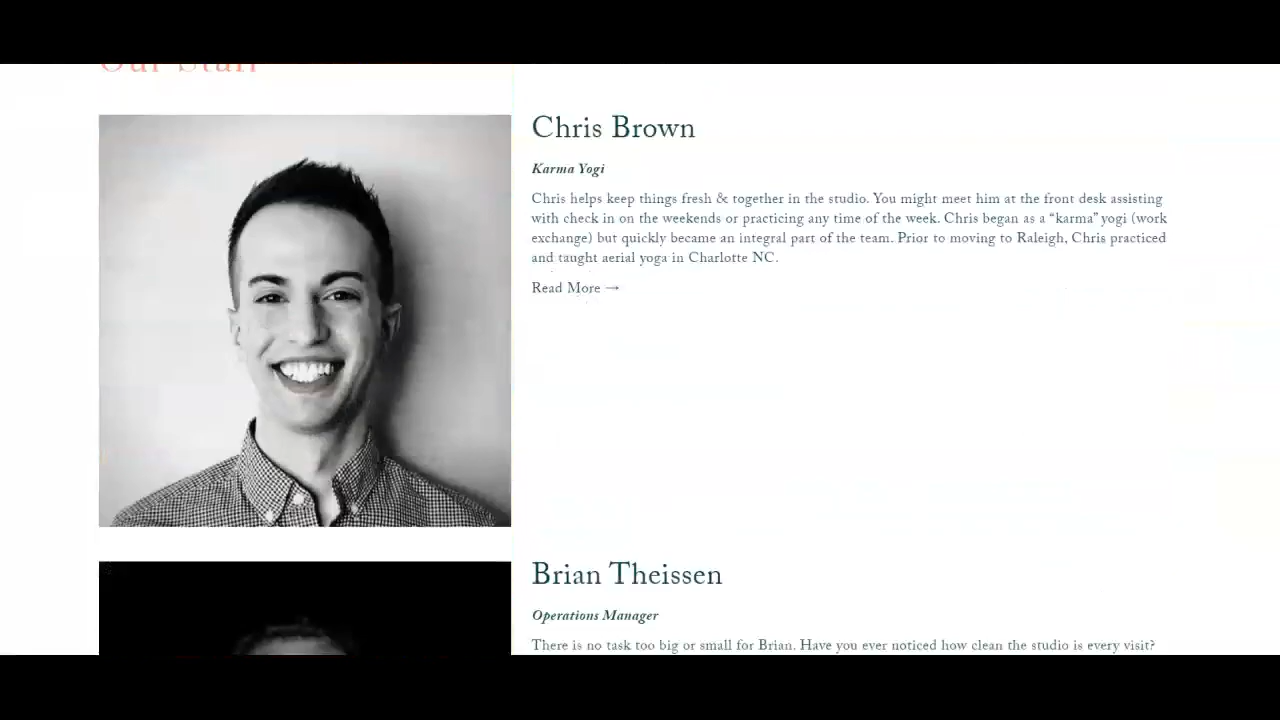 Our Staff
Chris Brown
Karma Yogi
Chris helps keep things fresh & together in the studio. You might meet him at the front desk assisting
with check in on the weekends or practicing any time of the week. Chris began as a “karma” yogi (work
exchange) but quickly became an integral part of the team. Prior to moving to Raleigh, Chris practiced
and taught aerial yoga in Charlotte NC.
Read More →
Brian Theissen
Operations Manager
There is no task too big or small for Brian. Have you ever noticed how clean the studio is every visit?